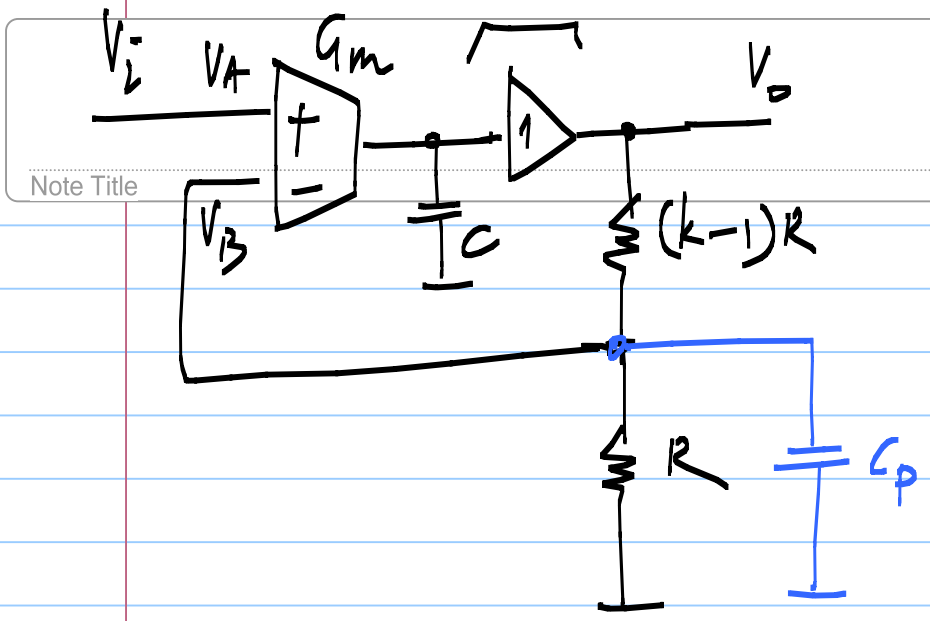 Vi VA Gm Vo
+ 1
Note Title
−
VB C (k-1)R
R Cp